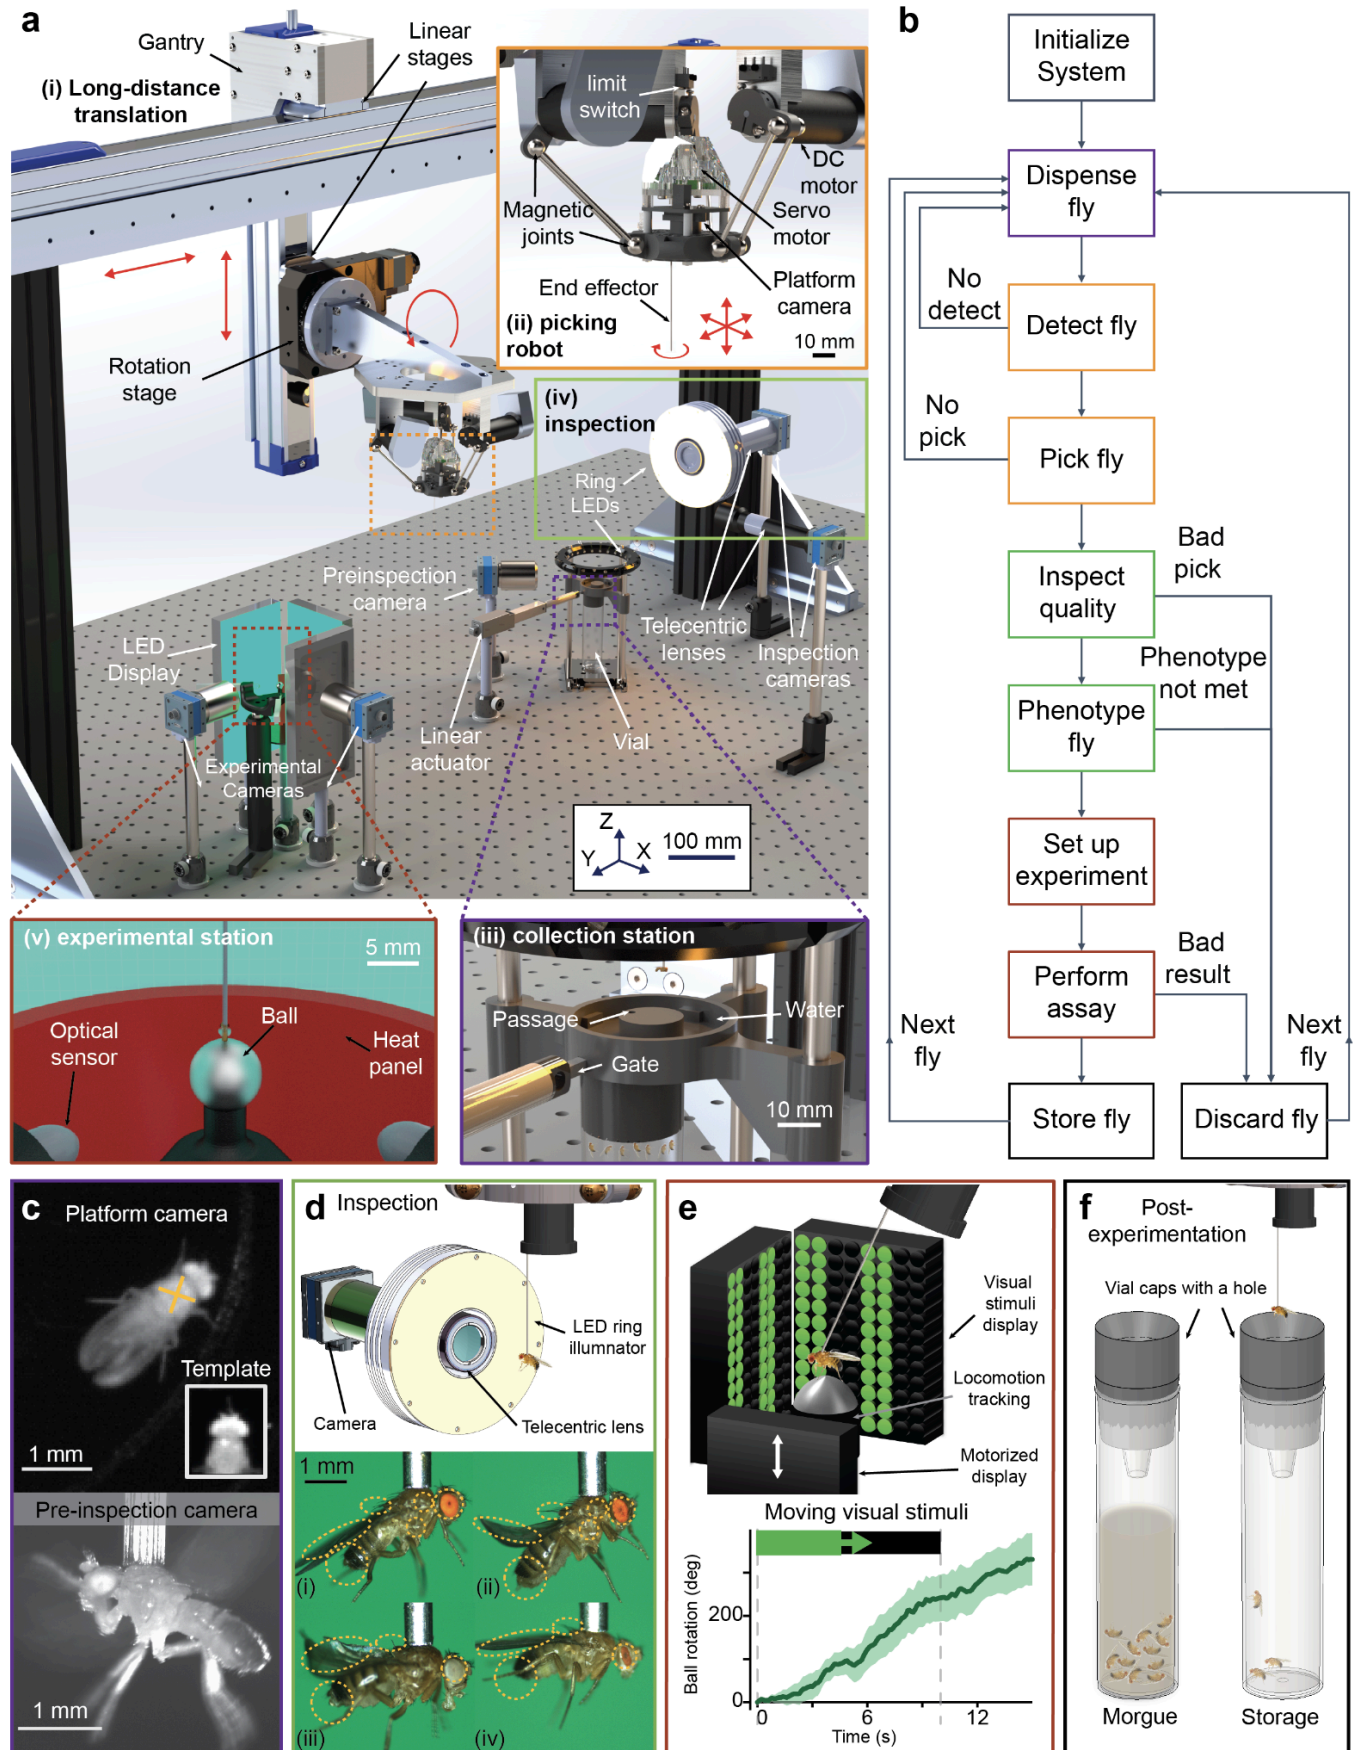 a
Gantry
Linear
stages
(i) Long-distance
translation
Rotation
stage
limit
switch
DC
motor
Magnetic
joints
Servo
motor
End effector
Platform
camera
(ii) picking
robot
10 mm
(iv)
inspection
Ring
LEDs
Preinspection
camera
LED
Display
Telecentric
lenses
Inspection
cameras
Linear
actuator
Vial
Experimental
Cameras
Z
Y
X
100 mm
(v) experimental station
5 mm
Optical
sensor
Ball
Heat
panel
(iii) collection station
Passage
Water
Gate
10 mm
b
Initialize
System
Dispense
fly
No
detect
Detect fly
No
pick
Pick fly
Bad
pick
Inspect
quality
Phenotype
not met
Phenotype
fly
Set up
experiment
Bad
result
Perform
assay
Next
fly
Next
fly
Store fly
Discard fly
c
Platform camera
Template
1 mm
Pre-inspection camera
1 mm
d
Inspection
LED ring
illumnator
Camera
Telecentric lens
1 mm
(i)
(ii)
(iii)
(iv)
e
Visual
stimuli
display
Locomotion
tracking
Motorized
display
Moving visual stimuli
Ball rotation (deg)
200
0
0
6
12
Time (s)
f
Post-
experimentation
Vial caps with a hole
Morgue
Storage